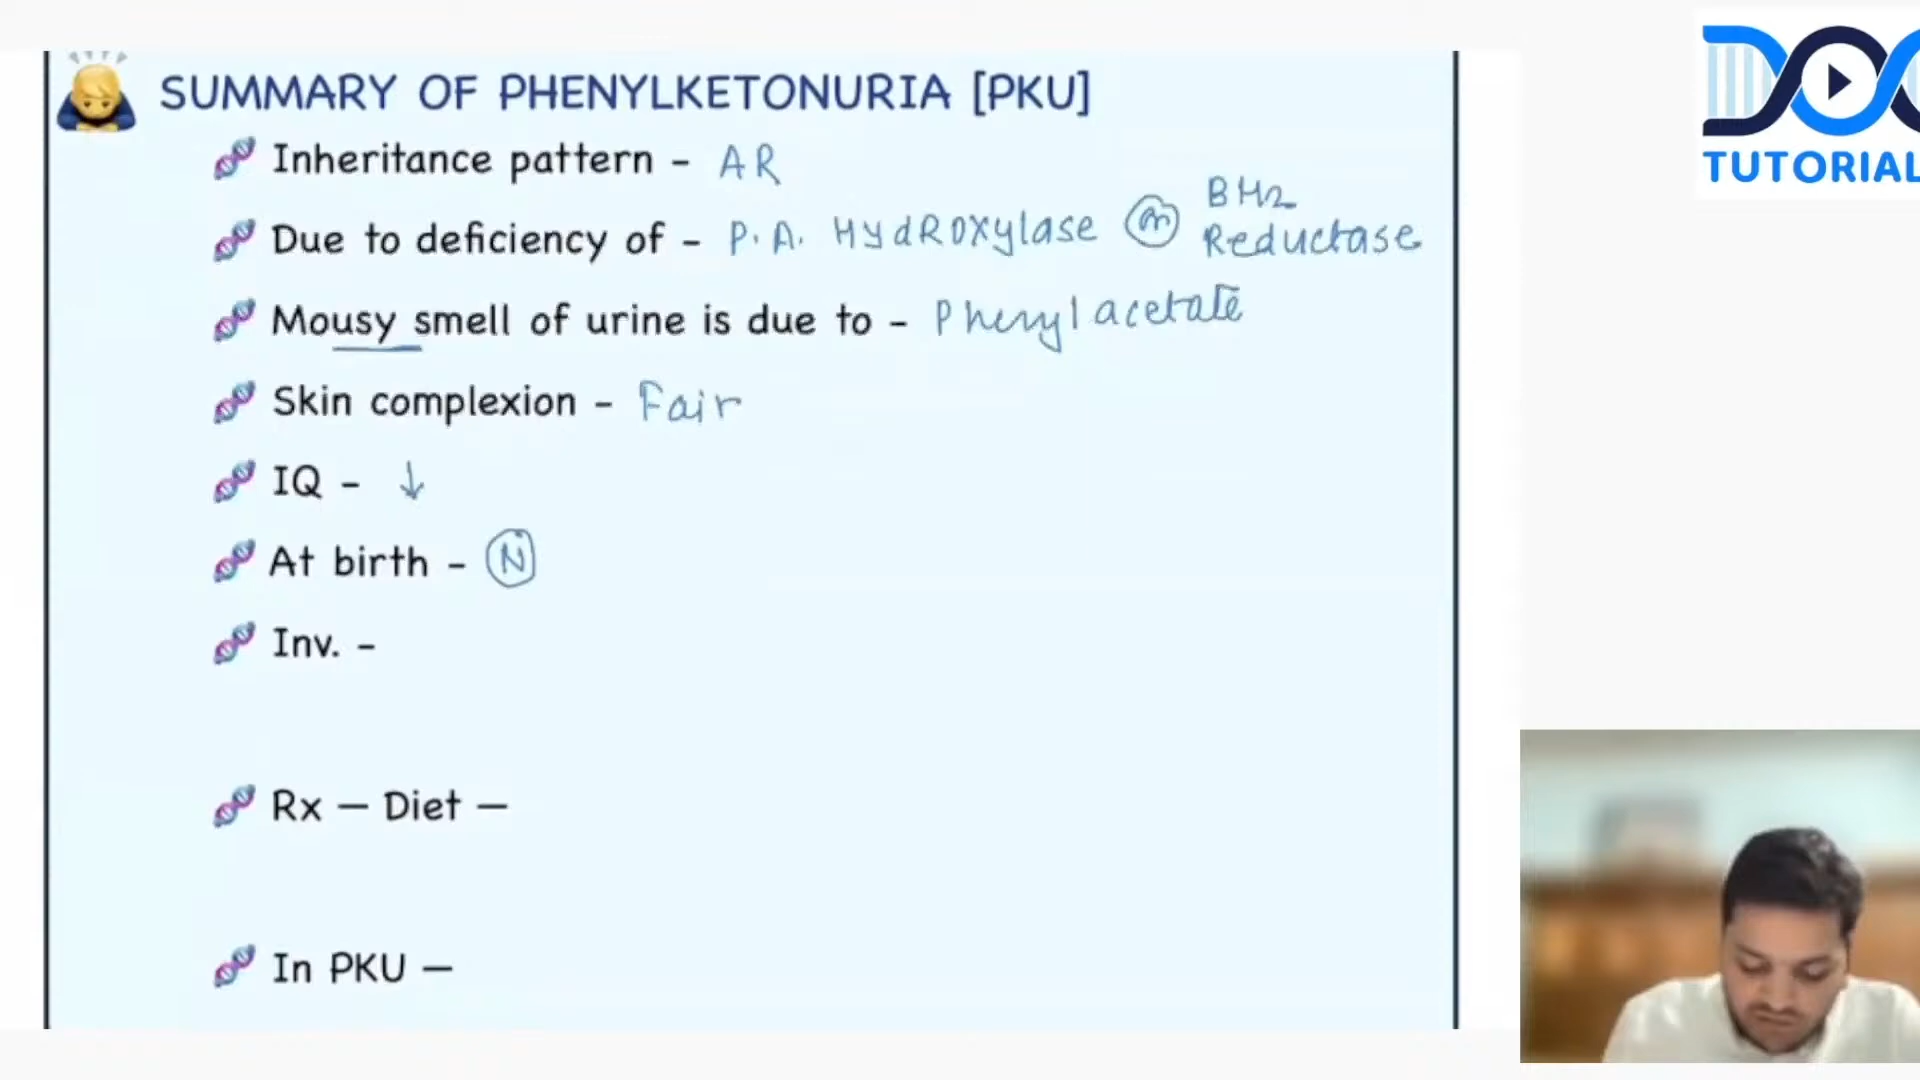 SUMMARY OF PHENYLKETONURIA [PKU]
Inheritance pattern - AR
Due to deficiency of - P.A. HydRoxylase BH2 Reductase
Mousy smell of urine is due to - Phenylacetate
Skin complexion - Fair
IQ - ↓
At birth - N
Inv. -
Rx — Diet —
In PKU —
DOC
TUTORIAL